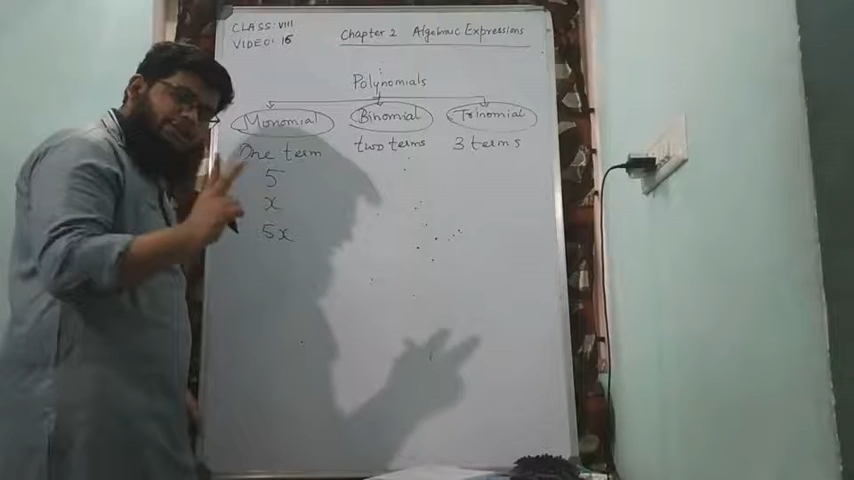 CLASS: VIII
VIDEO: 16
Chapter 2 Algebraic Expressions
Polynomials
Monomial Binomial Trinomial
One term two terms 3 terms
5
x
5x